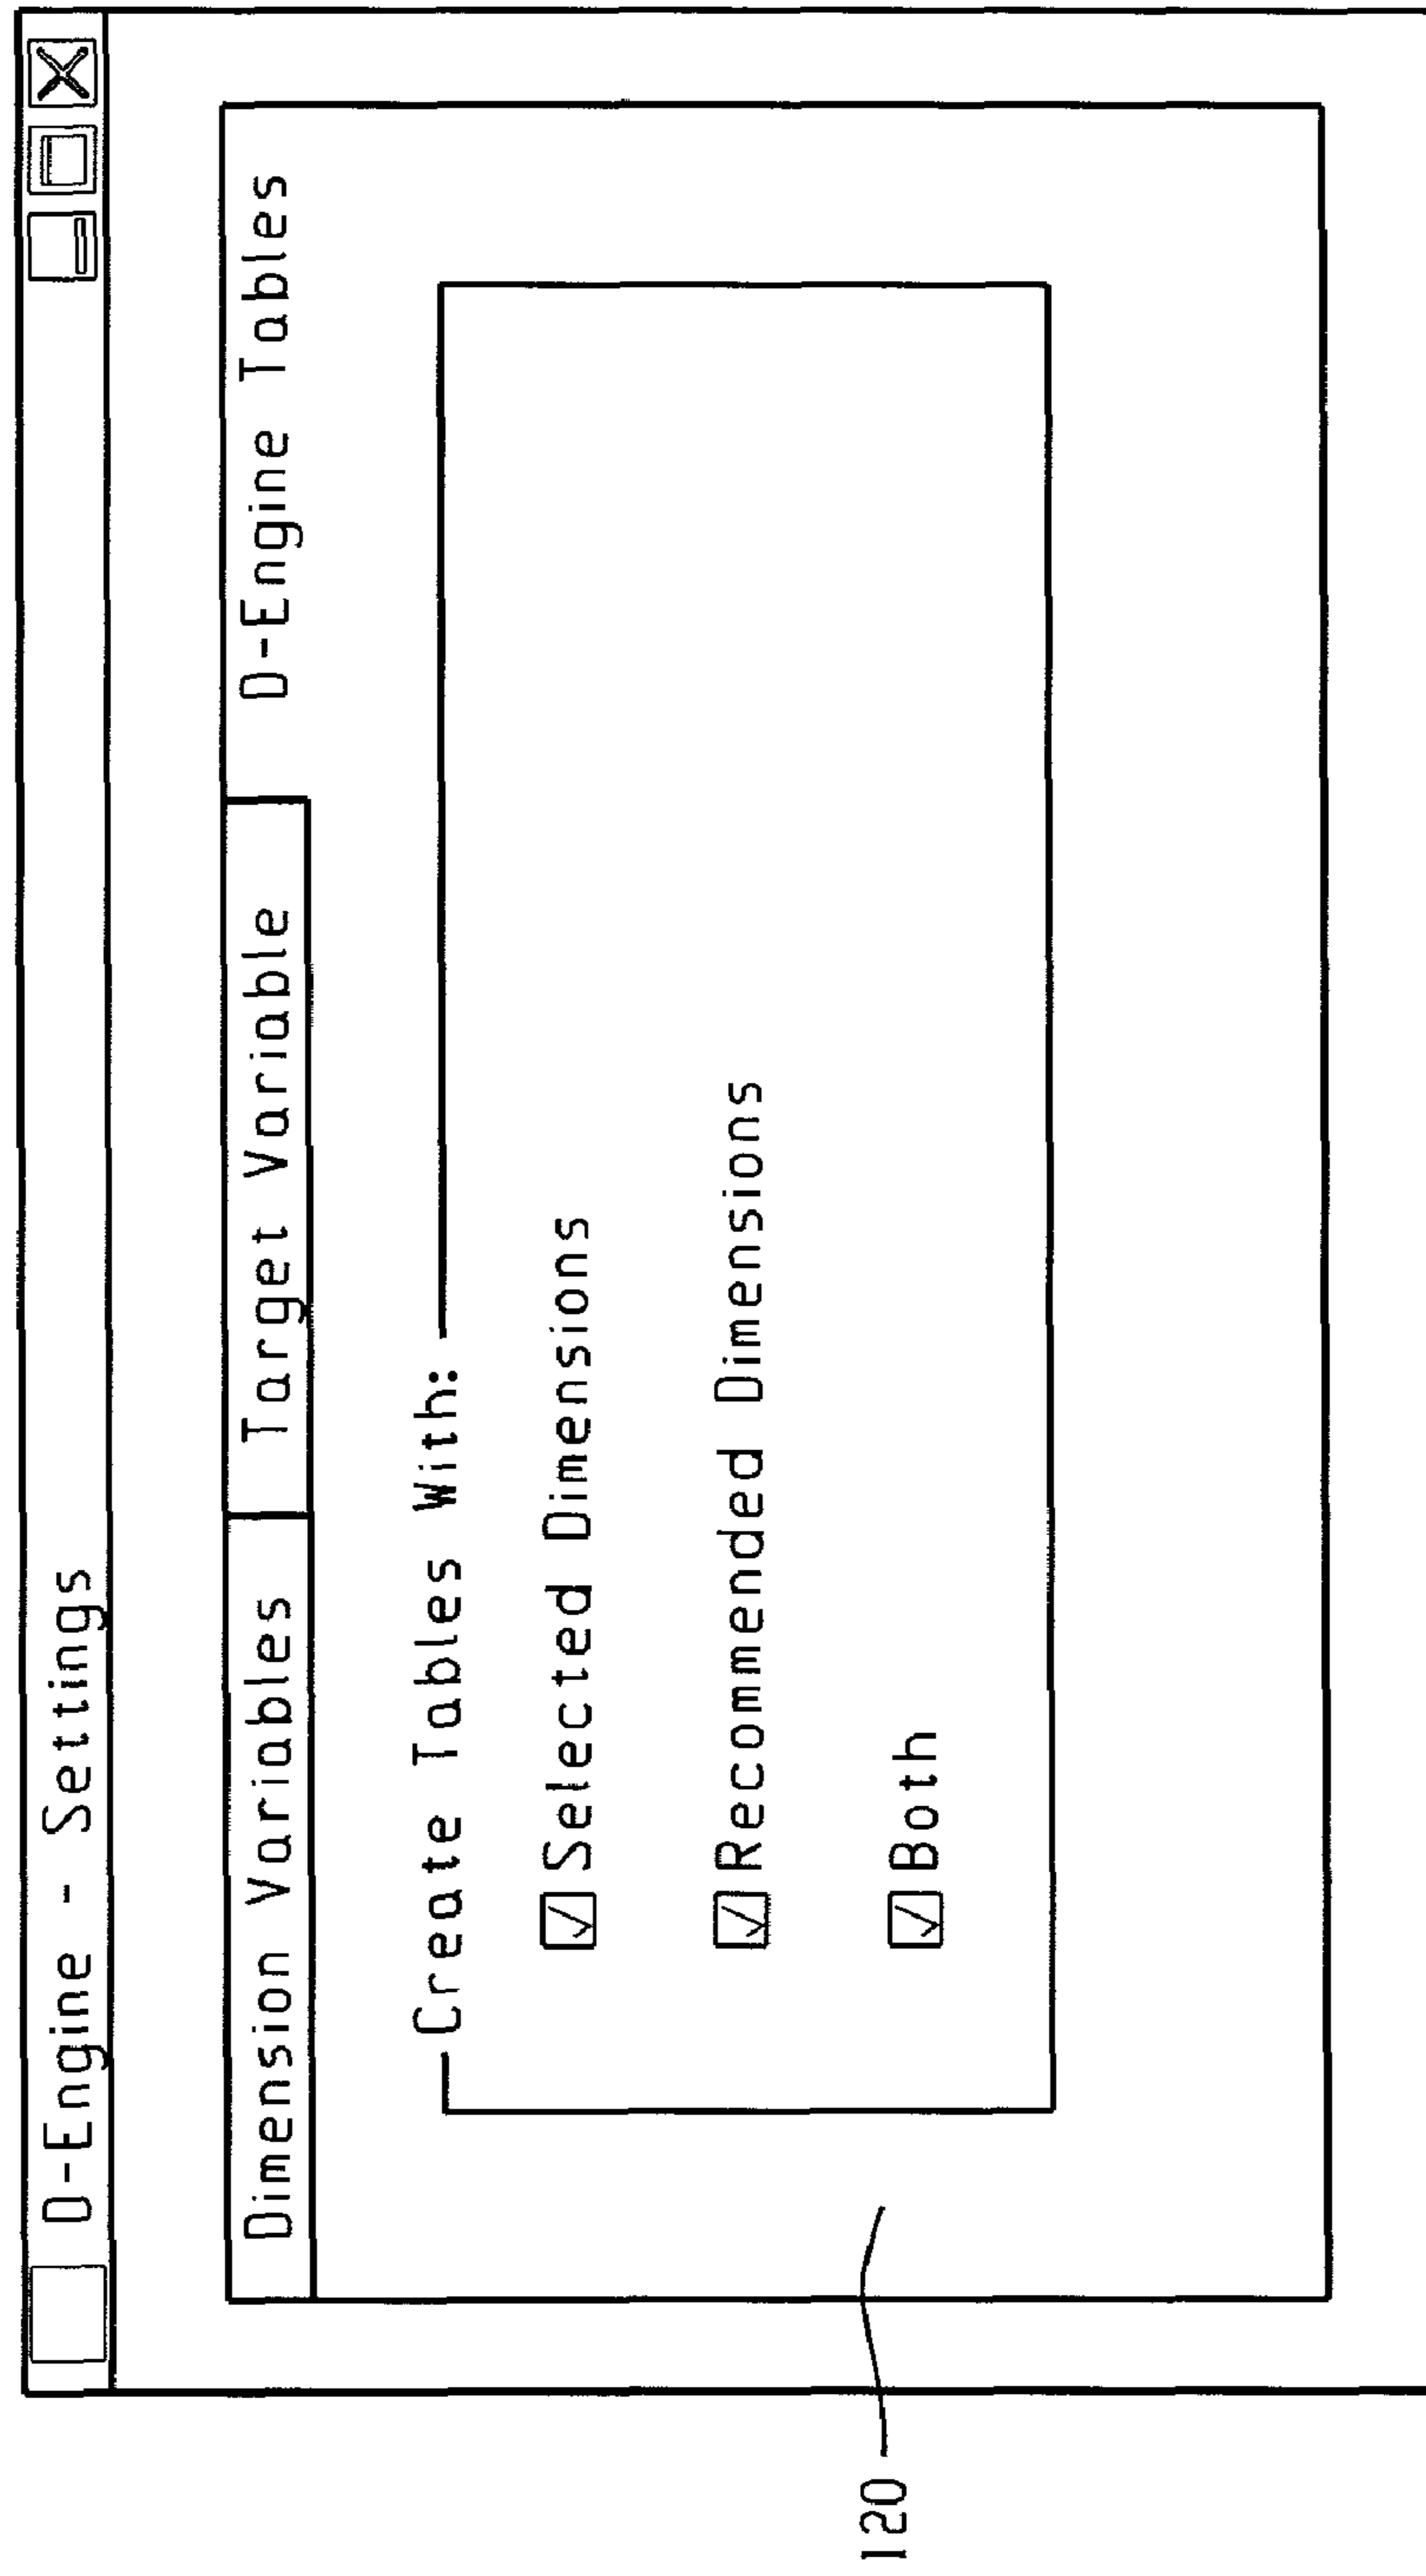 D-Engine - Settings
Dimension Variables Target Variable D-Engine Tables
Create Tables With:
Selected Dimensions
Recommended Dimensions
Both
120